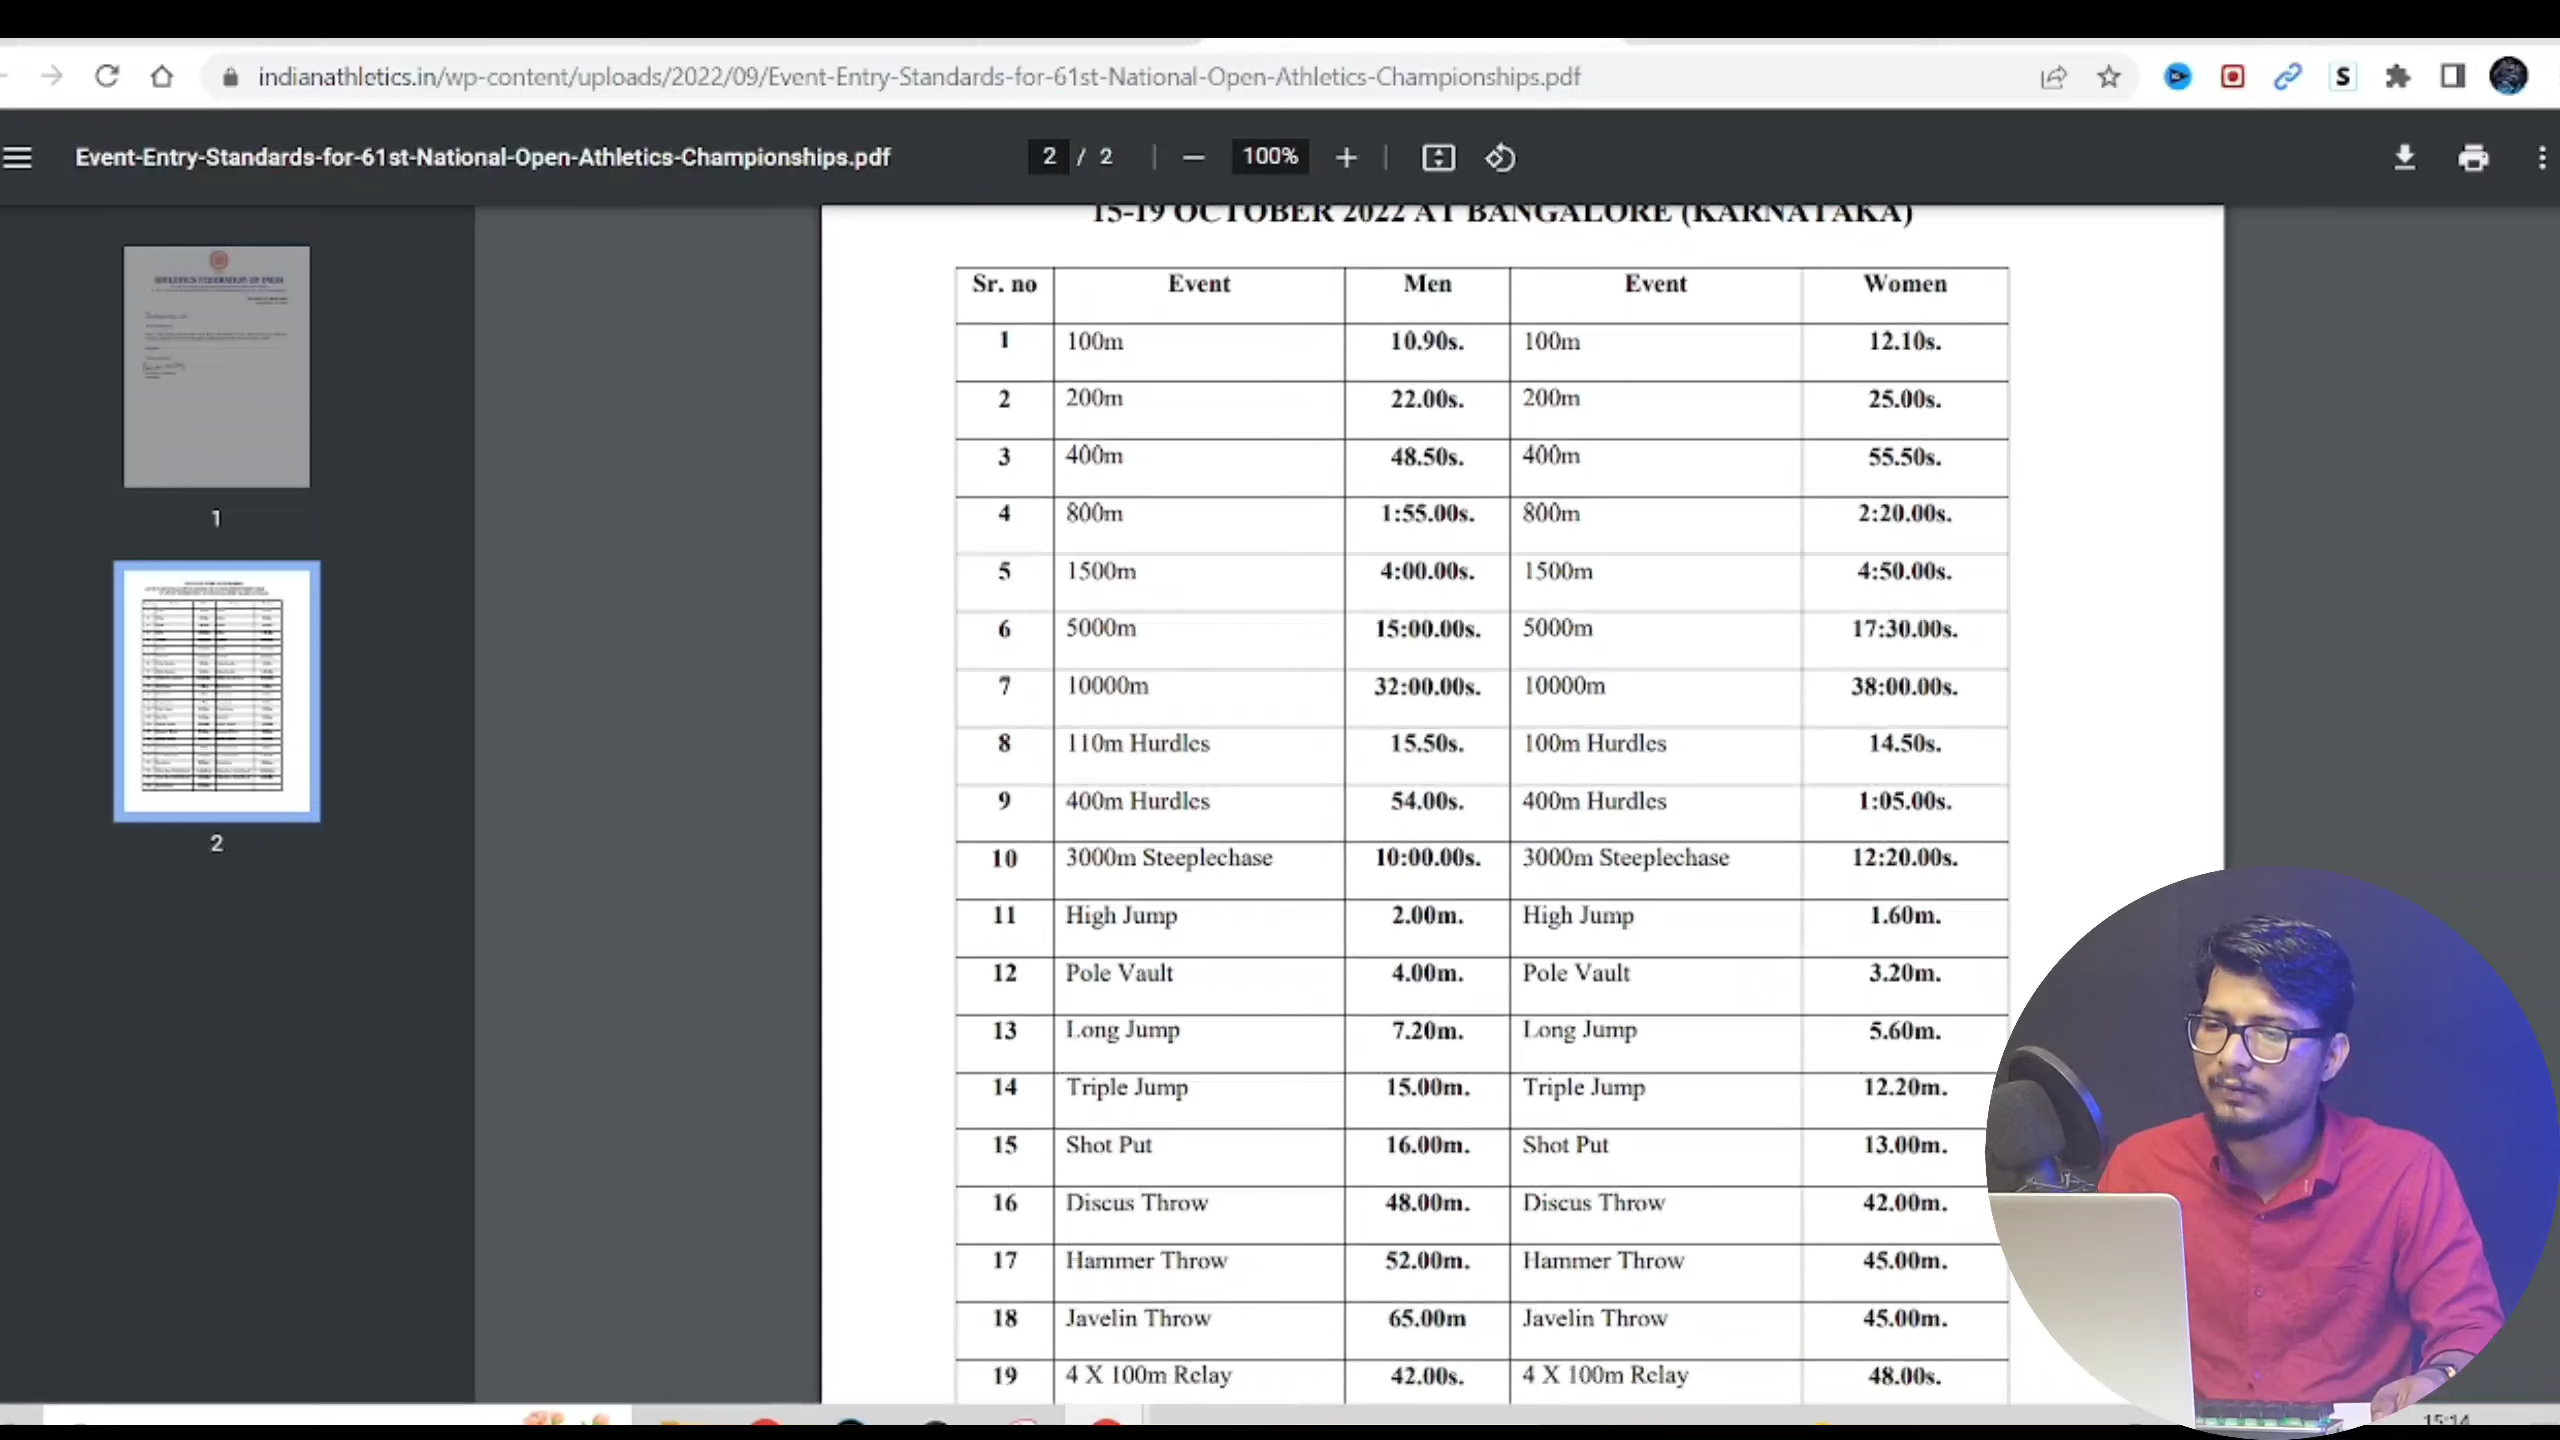 indianathletics.in/wp-content/uploads/2022/09/Event-Entry-Standards-for-61st-National-Open-Athletics-Championships.pdf
S
Event-Entry-Standards-for-61st-National-Open-Athletics-Championships.pdf
2 / 2
100%
15-19 OCTOBER 2022 AT BANGALORE (KARNATAKA)
Sr. no Event Men Event Women
1 100m 10.90s. 100m 12.10s.
2 200m 22.00s. 200m 25.00s.
3 400m 48.50s. 400m 55.50s.
4 800m 1:55.00s. 800m 2:20.00s.
5 1500m 4:00.00s. 1500m 4:50.00s.
6 5000m 15:00.00s. 5000m 17:30.00s.
7 10000m 32:00.00s. 10000m 38:00.00s.
8 110m Hurdles 15.50s. 100m Hurdles 14.50s.
9 400m Hurdles 54.00s. 400m Hurdles 1:05.00s.
10 3000m Steeplechase 10:00.00s. 3000m Steeplechase 12:20.00s.
11 High Jump 2.00m. High Jump 1.60m.
12 Pole Vault 4.00m. Pole Vault 3.20m.
13 Long Jump 7.20m. Long Jump 5.60m.
14 Triple Jump 15.00m. Triple Jump 12.20m.
15 Shot Put 16.00m. Shot Put 13.00m.
16 Discus Throw 48.00m. Discus Throw 42.00m.
17 Hammer Throw 52.00m. Hammer Throw 45.00m.
18 Javelin Throw 65.00m Javelin Throw 45.00m.
19 4 X 100m Relay 42.00s. 4 X 100m Relay 48.00s.
ATHLETICS FEDERATION OF INDIA
1
2
15:14